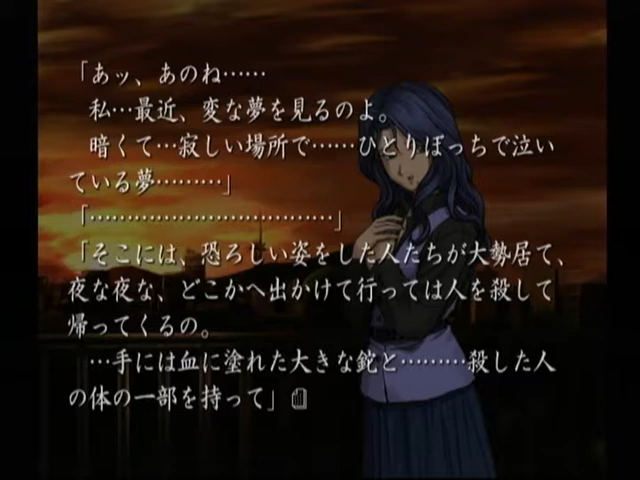 「あッ、あのね……
私…最近、変な夢を見るのよ。
暗くて…寂しい場所で……ひとりぼっちで泣い
ている夢………」
「……………………………」
「そこには、恐ろしい姿をした人たちが大勢居て、
夜な夜な、どこかへ出かけて行っては人を殺して
帰ってくるの。
…手には血に塗れた大きな鉈と………殺した人
の体の一部を持って」